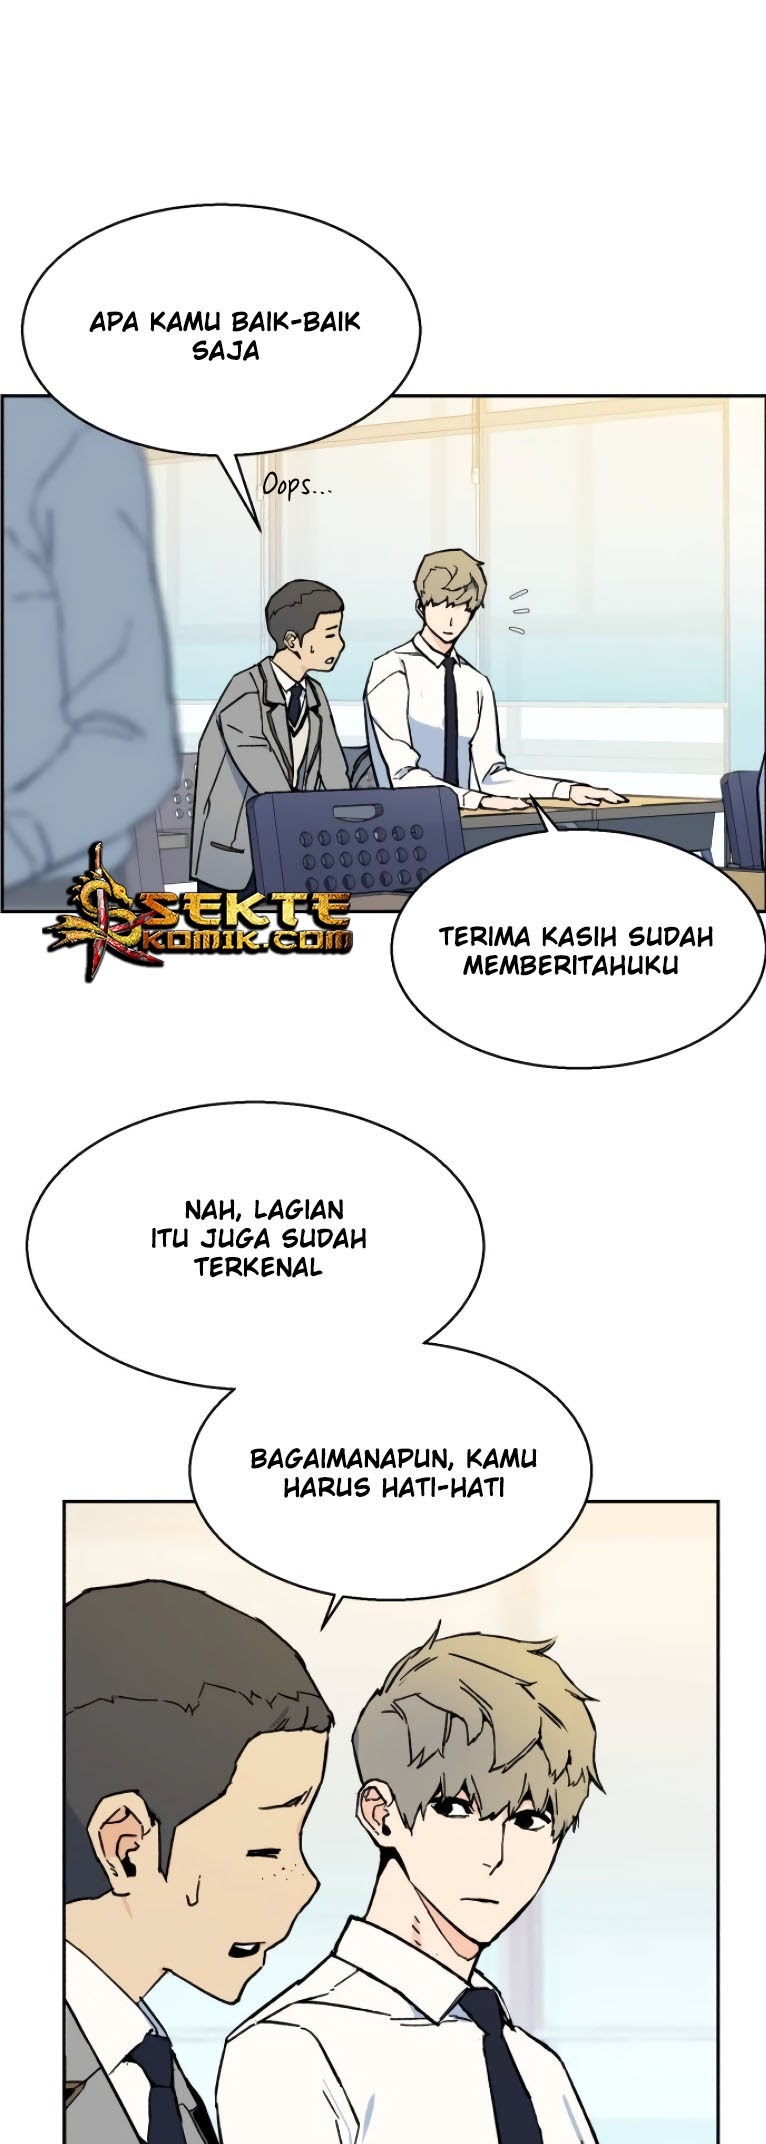 APA KAMU BAIK-BAIK
SAJA
Oops...
SEKTE
KOMIK.COM
TERIMA KASIH SUDAH
MEMBERITAHUKU
NAH, LAGIAN
ITU JUGA SUDAH
TERKENAL
BAGAIMANAPUN, KAMU
HARUS HATI-HATI